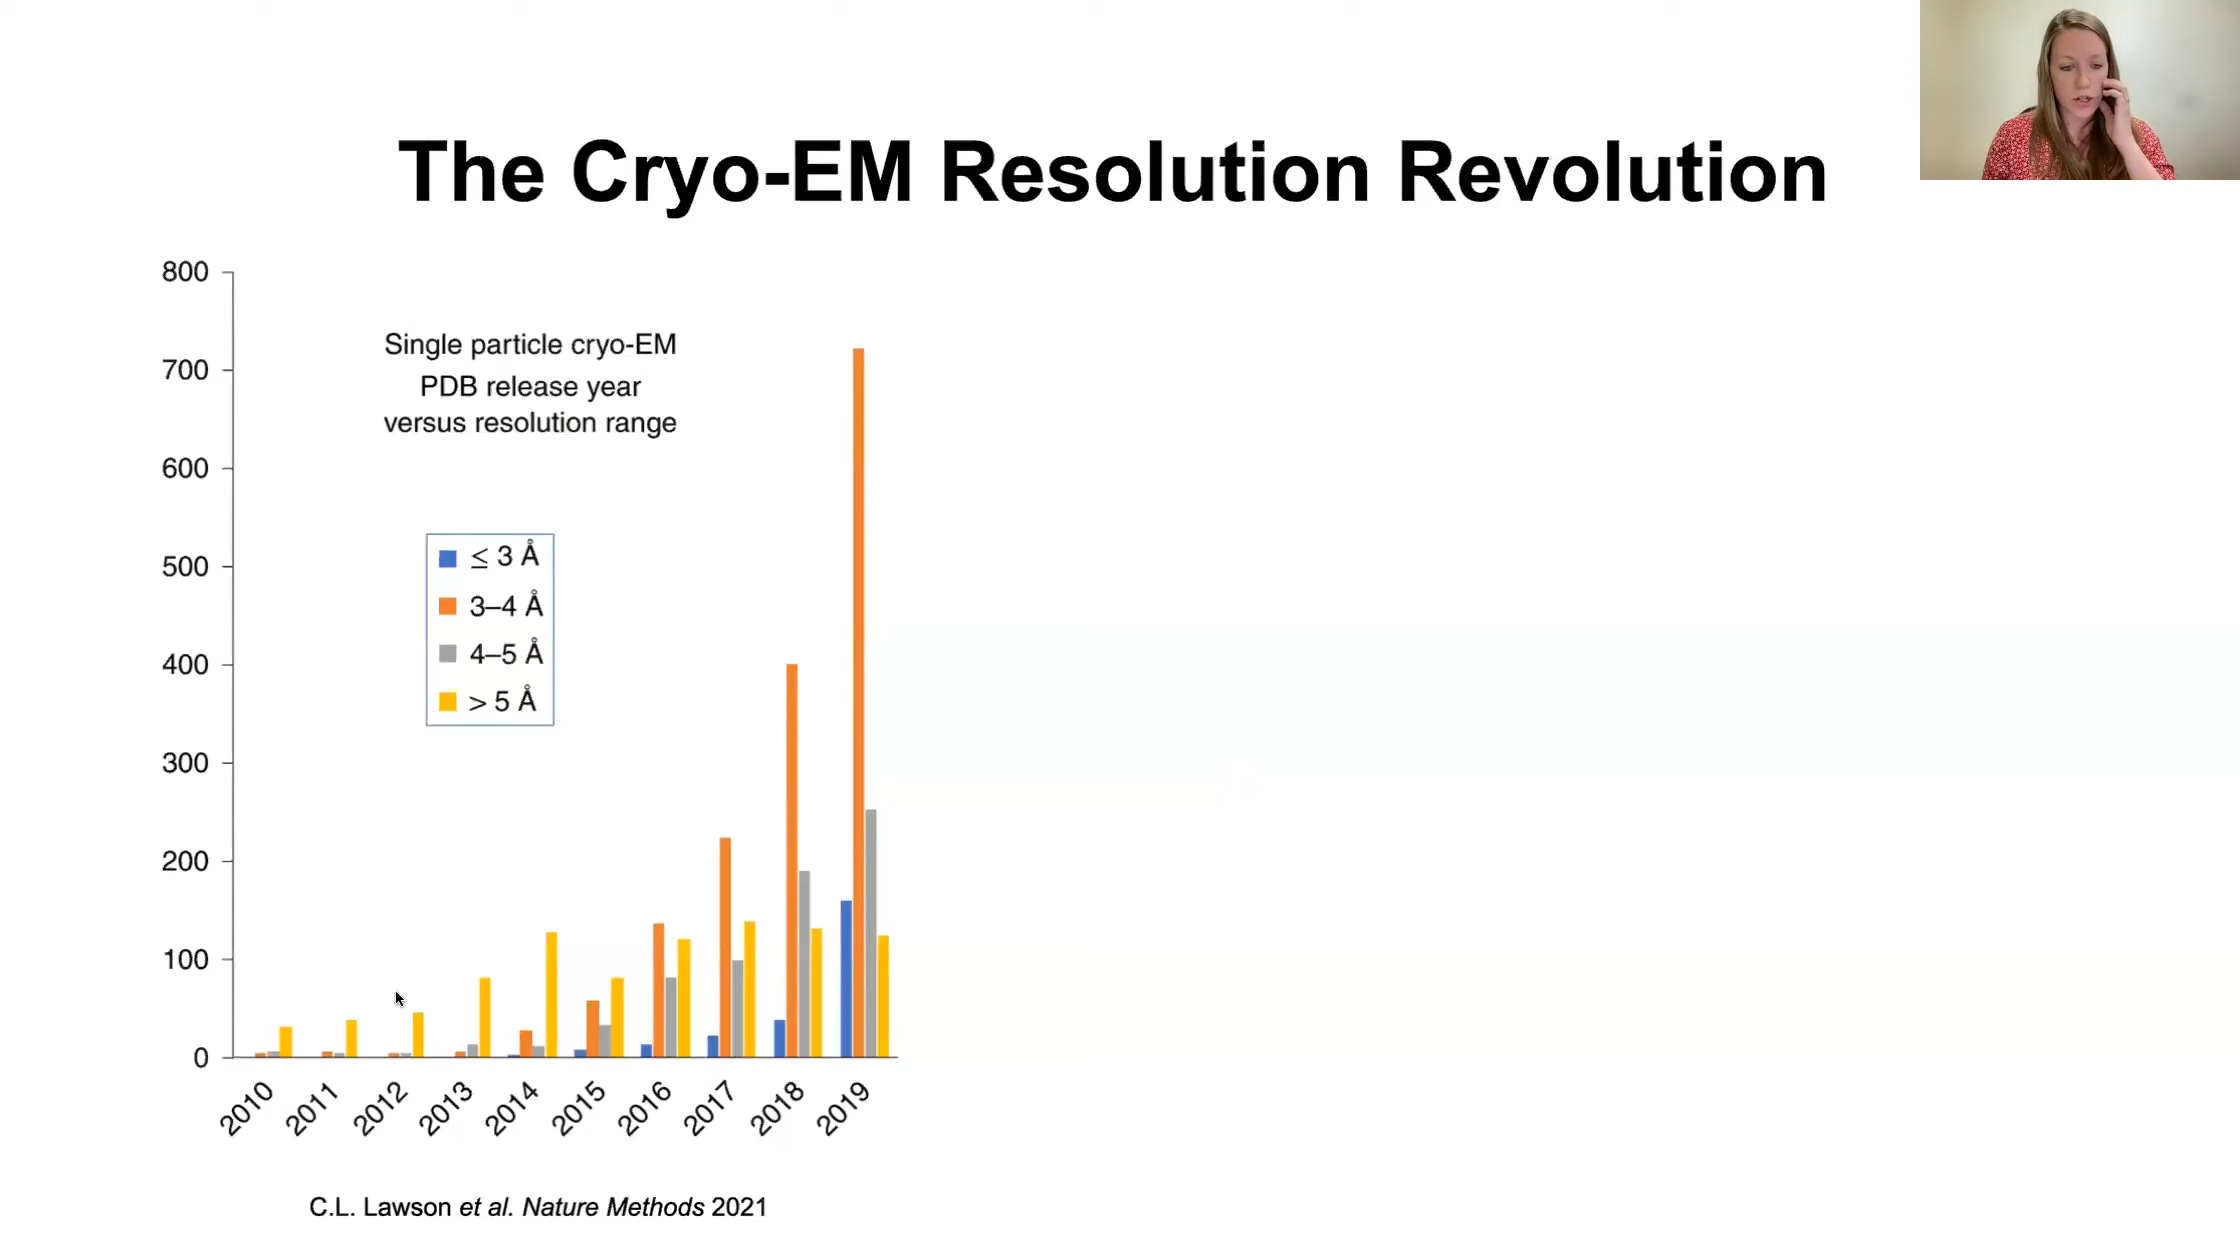 The Cryo-EM Resolution Revolution
800
700
600
500
400
300
200
100
0
Single particle cryo-EM
PDB release year
versus resolution range
≤ 3 Å
3–4 Å
4–5 Å
> 5 Å
2010
2011
2012
2013
2014
2015
2016
2017
2018
2019
C.L. Lawson et al. Nature Methods 2021